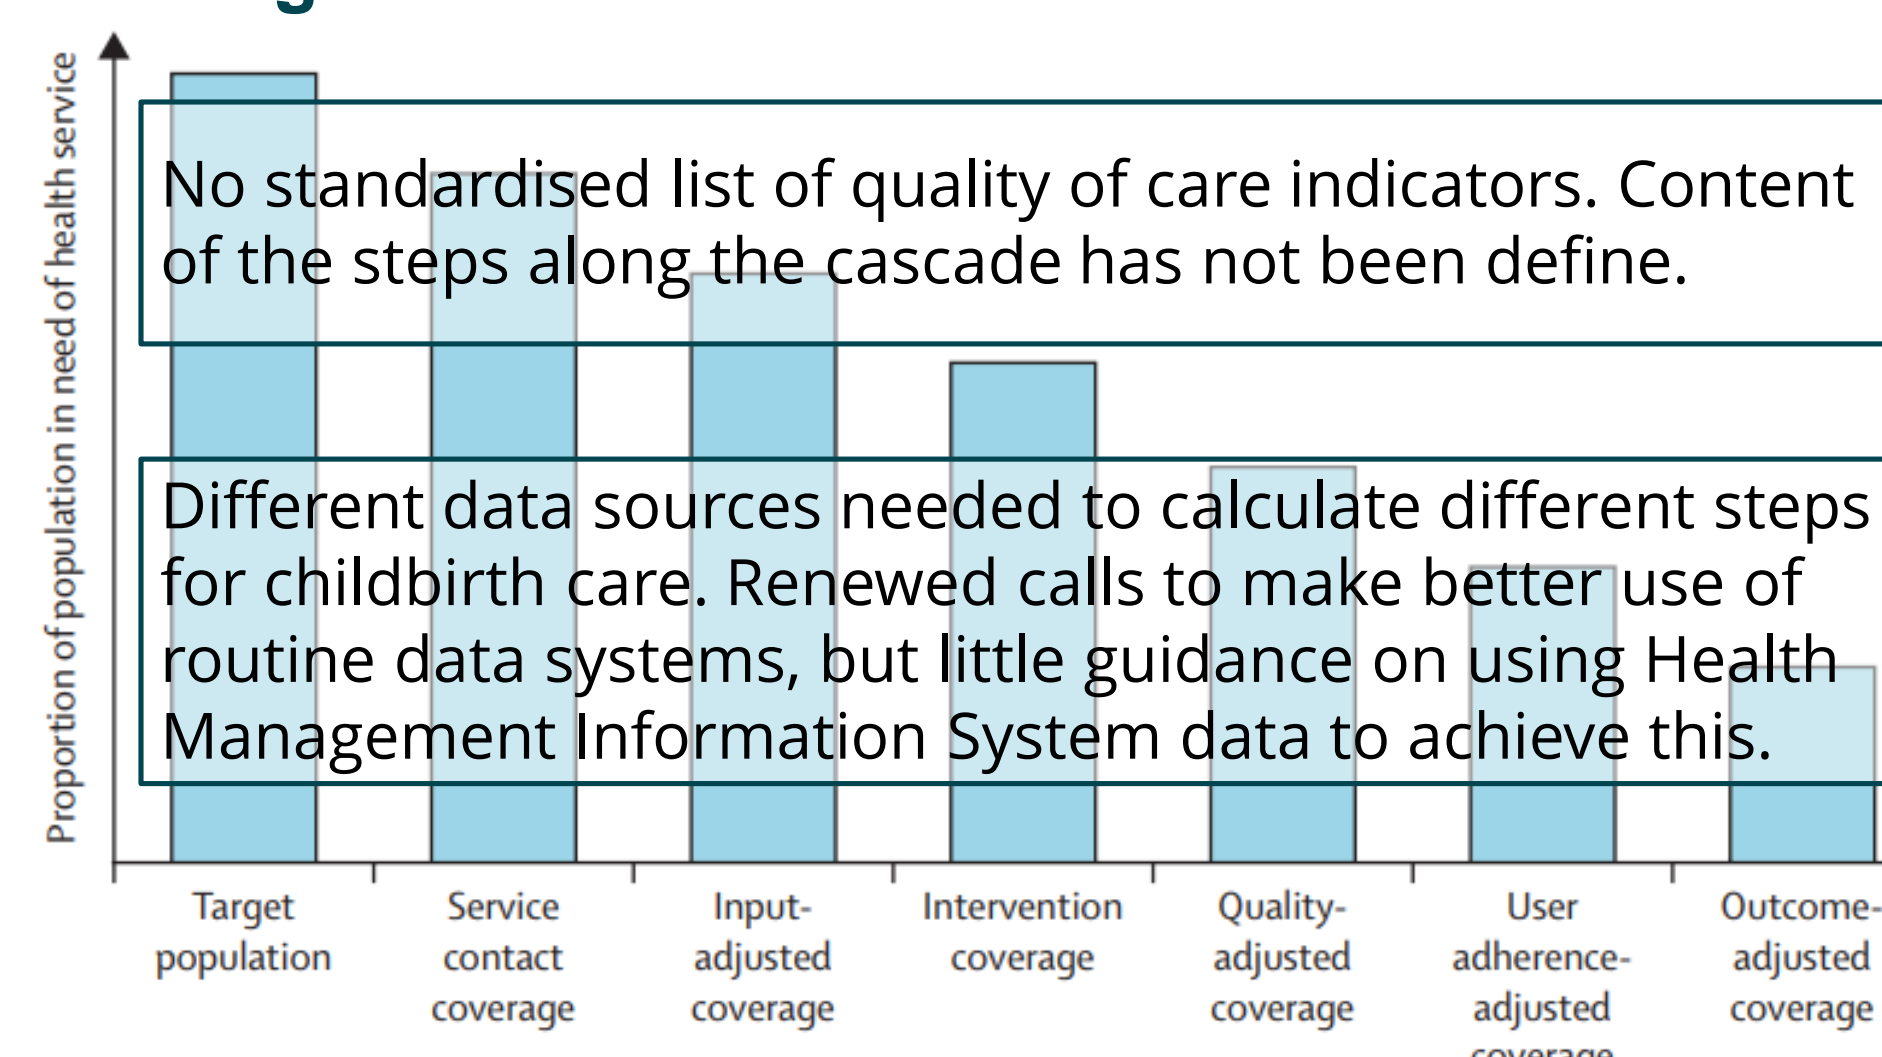 Proportion of population in need of health service
No standardised list of quality of care indicators. Content
of the steps along the cascade has not been define.
Different data sources needed to calculate different steps
for childbirth care. Renewed calls to make better use of
routine data systems, but little guidance on using Health
Management Information System data to achieve this.
Target
population
Service
contact
coverage
Input-
adjusted
coverage
Intervention
coverage
Quality-
adjusted
coverage
User
adherence-
adjusted
coverage
Outcome-
adjusted
coverage